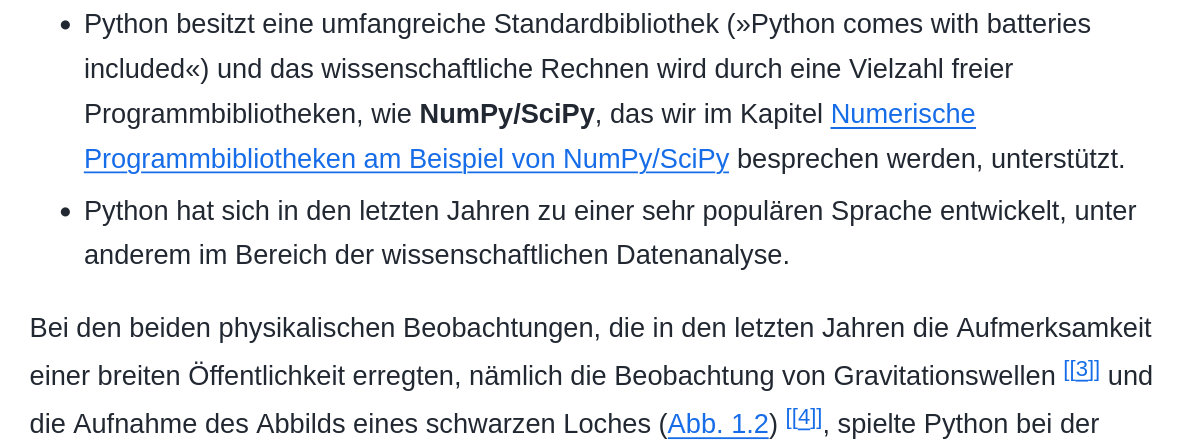 • Python besitzt eine umfangreiche Standardbibliothek (»Python comes with batteries
included«) und das wissenschaftliche Rechnen wird durch eine Vielzahl freier
Programmbibliotheken, wie NumPy/SciPy, das wir im Kapitel Numerische
Programmbibliotheken am Beispiel von NumPy/SciPy besprechen werden, unterstützt.
• Python hat sich in den letzten Jahren zu einer sehr populären Sprache entwickelt, unter
anderem im Bereich der wissenschaftlichen Datenanalyse.
Bei den beiden physikalischen Beobachtungen, die in den letzten Jahren die Aufmerksamkeit
einer breiten Öffentlichkeit erregten, nämlich die Beobachtung von Gravitationswellen [[3]] und
die Aufnahme des Abbilds eines schwarzen Loches (Abb. 1.2) [[4]], spielte Python bei der